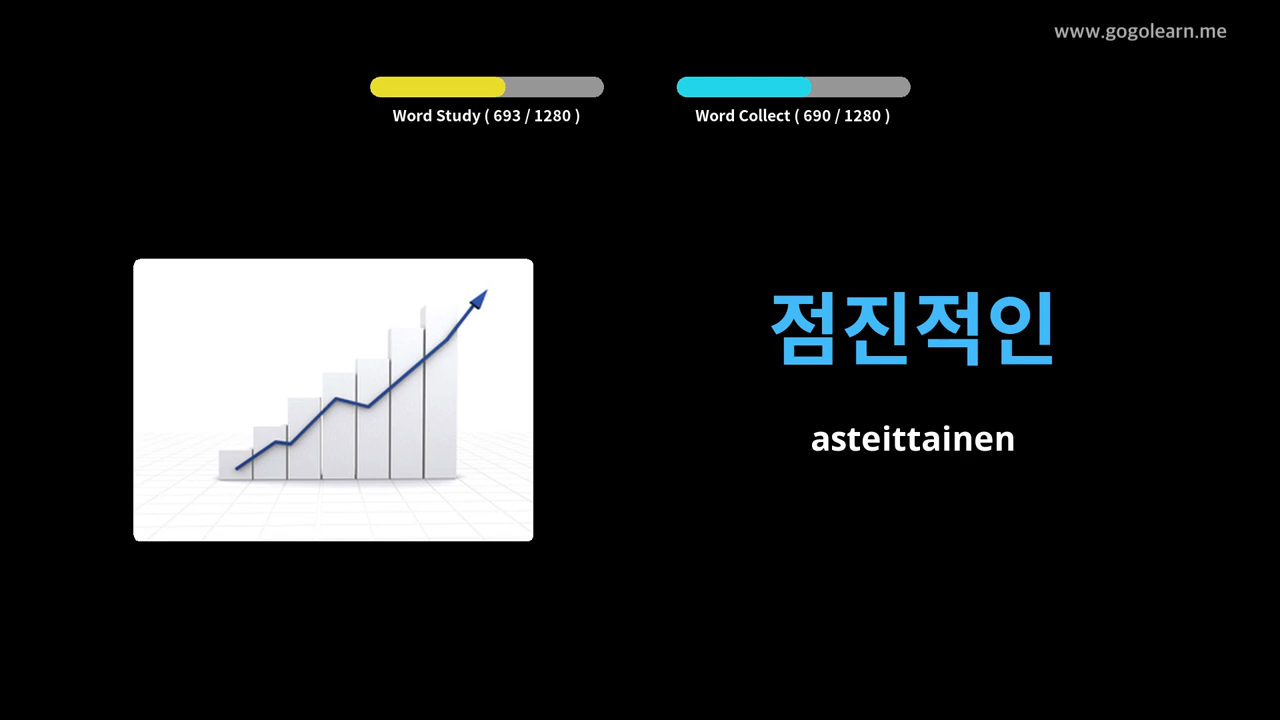 www.gogolearn.me
Word Study ( 693 / 1280 )
Word Collect ( 690 / 1280 )
점진적인
asteittainen